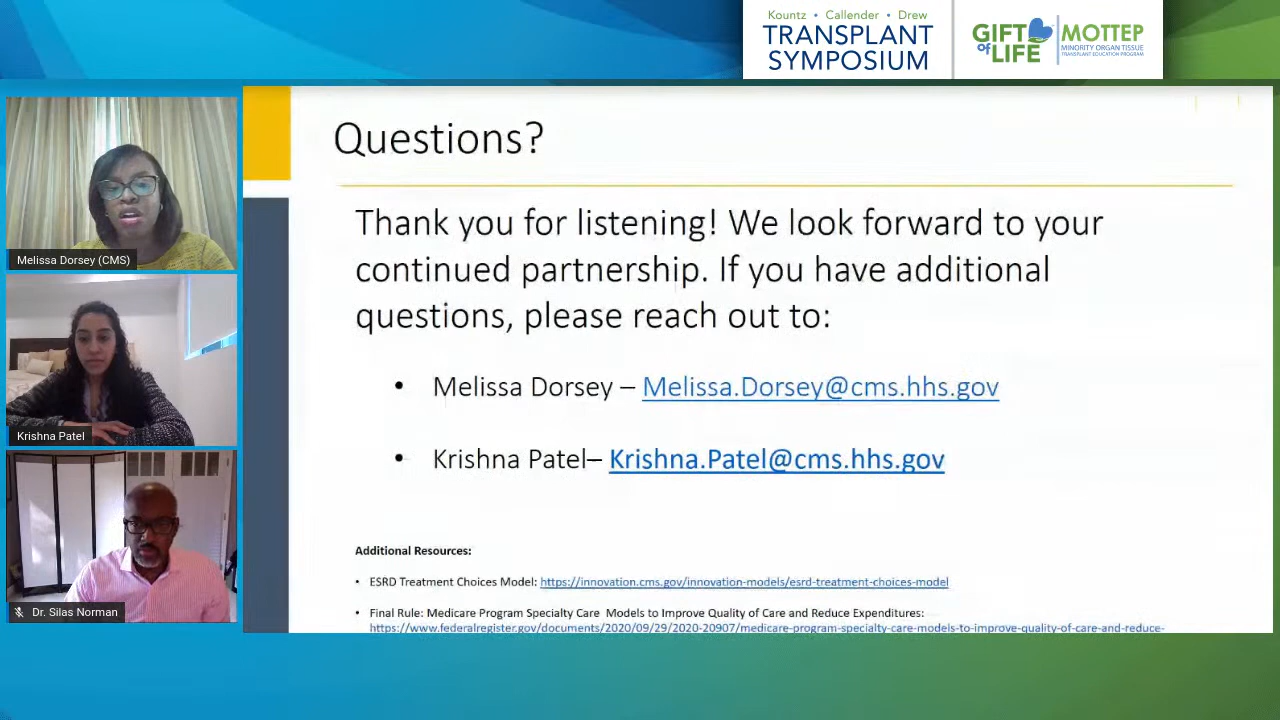 Kountz • Callender • Drew
TRANSPLANT
SYMPOSIUM
GIFT
of LIFE
MOTTEP
MINORITY ORGAN TISSUE
TRANSPLANT EDUCATION PROGRAM
Melissa Dorsey (CMS)
Krishna Patel
Dr. Silas Norman
Questions?
Thank you for listening! We look forward to your
continued partnership. If you have additional
questions, please reach out to:
• Melissa Dorsey – Melissa.Dorsey@cms.hhs.gov
• Krishna Patel– Krishna.Patel@cms.hhs.gov
Additional Resources:
• ESRD Treatment Choices Model: https://innovation.cms.gov/innovation-models/esrd-treatment-choices-model
• Final Rule: Medicare Program Specialty Care Models to Improve Quality of Care and Reduce Expenditures:
https://www.federalregister.gov/documents/2020/09/29/2020-20907/medicare-program-specialty-care-models-to-improve-quality-of-care-and-reduce-